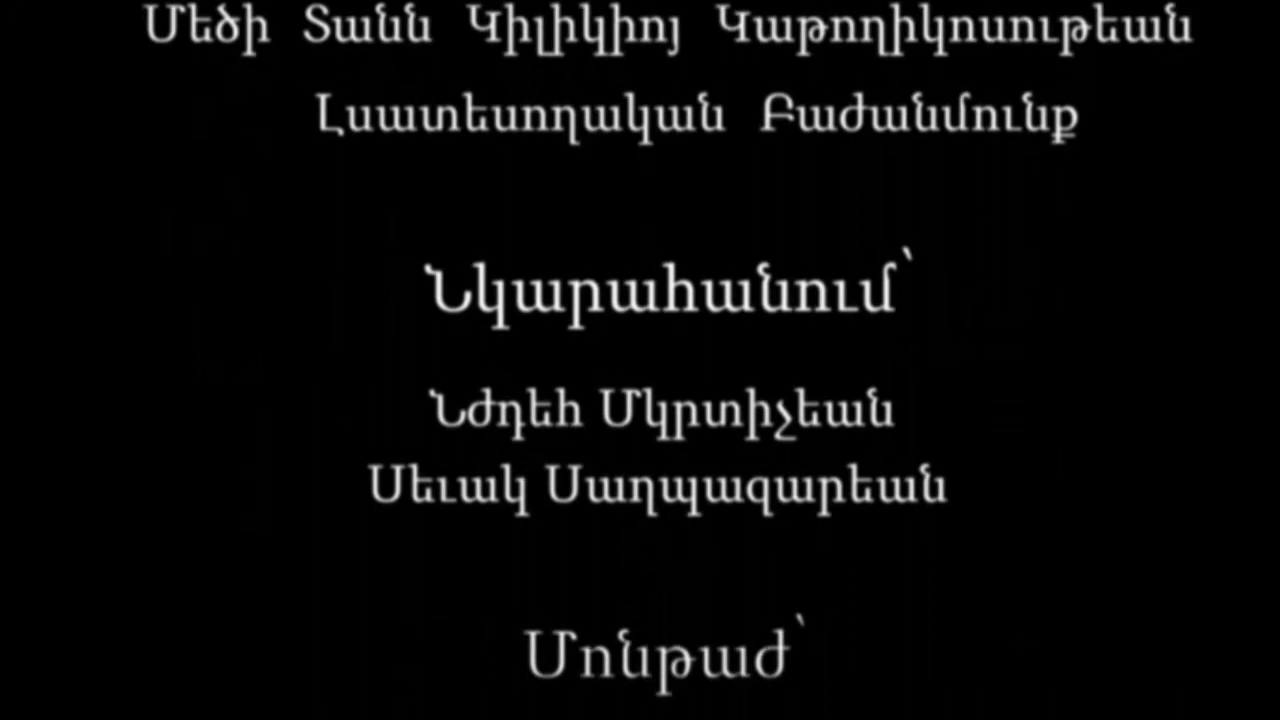 Մեծի Տանն Կիլիկիոյ Կաթողիկոսութեան
Լսատեսողական Բաժանմունք
Նկարահանում՝
Նժդեհ Մկրտիչեան
Սեւակ Սաղպազարեան
Մոնթաժ՝